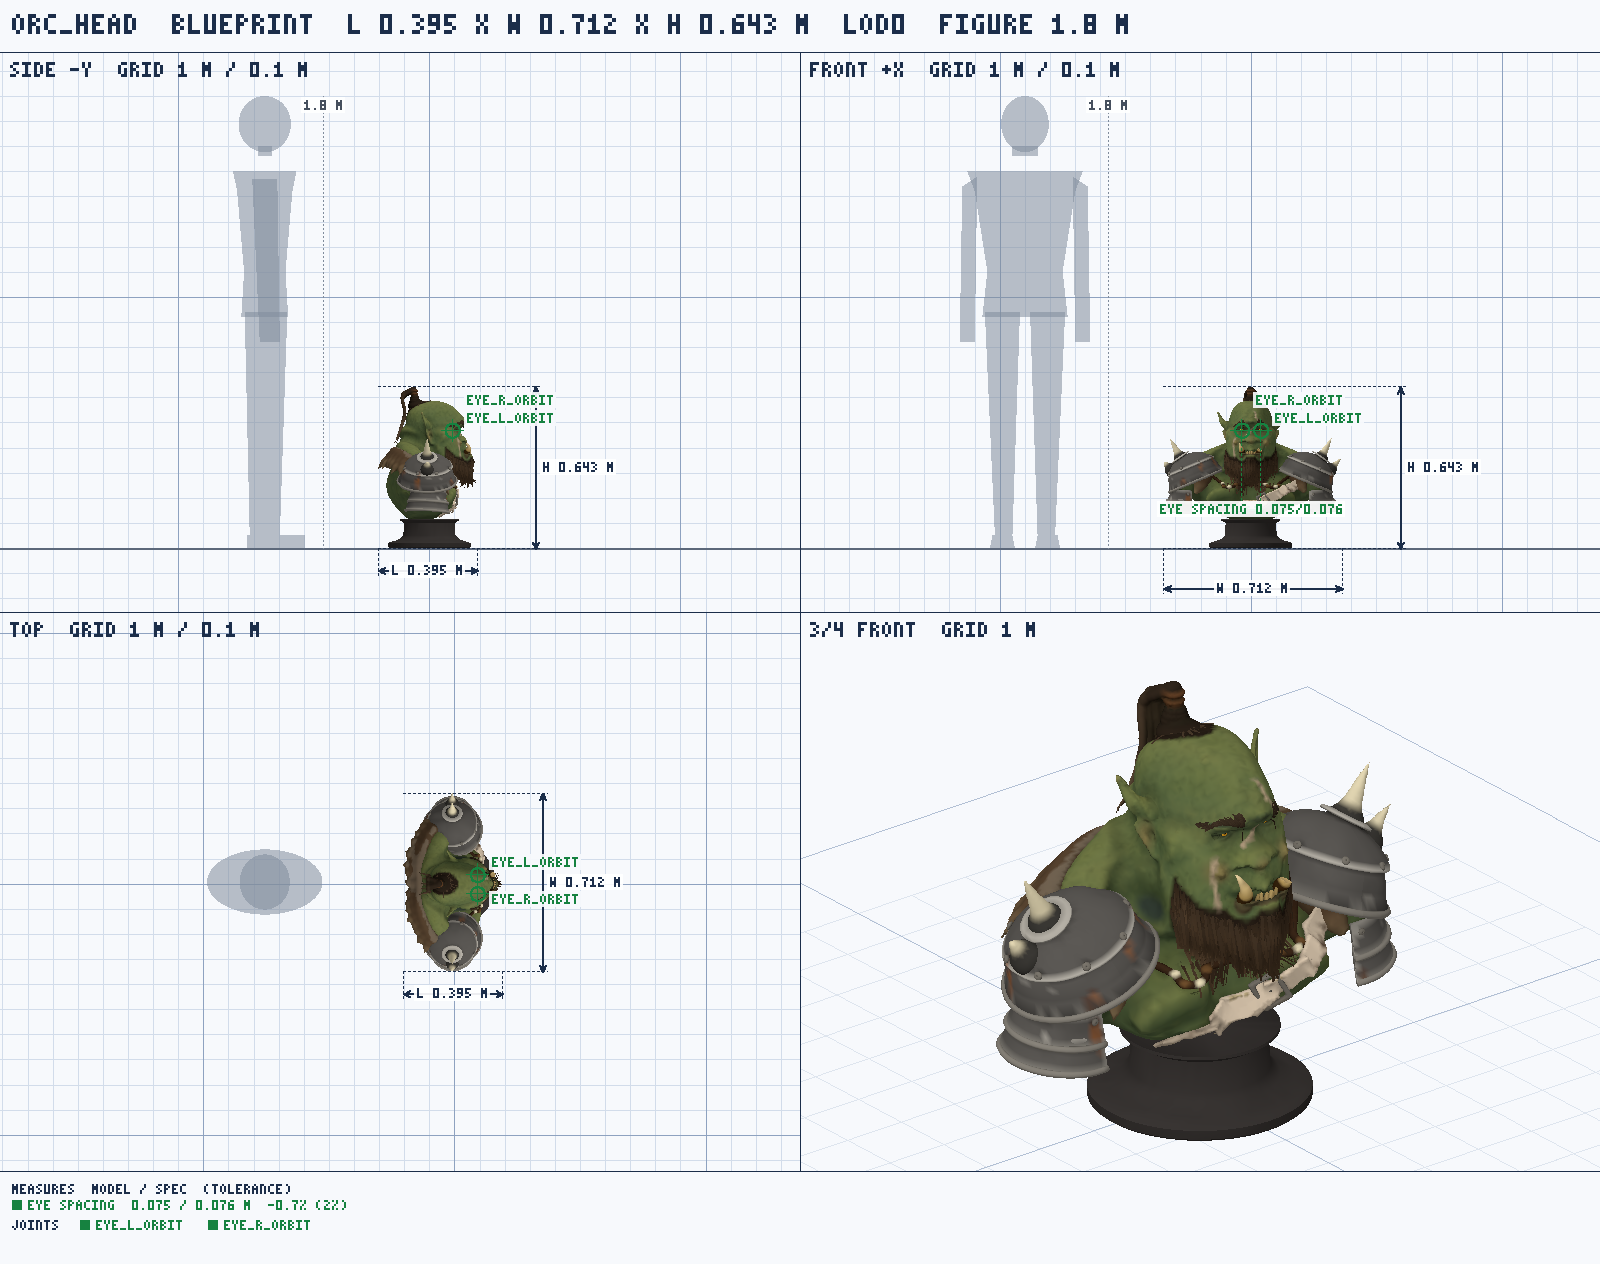 ORC_HEAD BLUEPRINT L 0.395 X W 0.712 X H 0.643 M LOD0 FIGURE 1.8 M
SIDE -Y GRID 1 M / 0.1 M
1.8 M
EYE_R_ORBIT
EYE_L_ORBIT
H 0.643 M
L 0.395 M
FRONT +X GRID 1 M / 0.1 M
1.8 M
EYE_R_ORBIT
EYE_L_ORBIT
H 0.643 M
EYE SPACING 0.075/0.076
W 0.712 M
TOP GRID 1 M / 0.1 M
EYE_L_ORBIT
W 0.712 M
EYE_R_ORBIT
L 0.395 M
3/4 FRONT GRID 1 M
MEASURES MODEL / SPEC (TOLERANCE)
EYE SPACING 0.075 / 0.076 M -0.7% (2%)
JOINTS EYE_L_ORBIT EYE_R_ORBIT